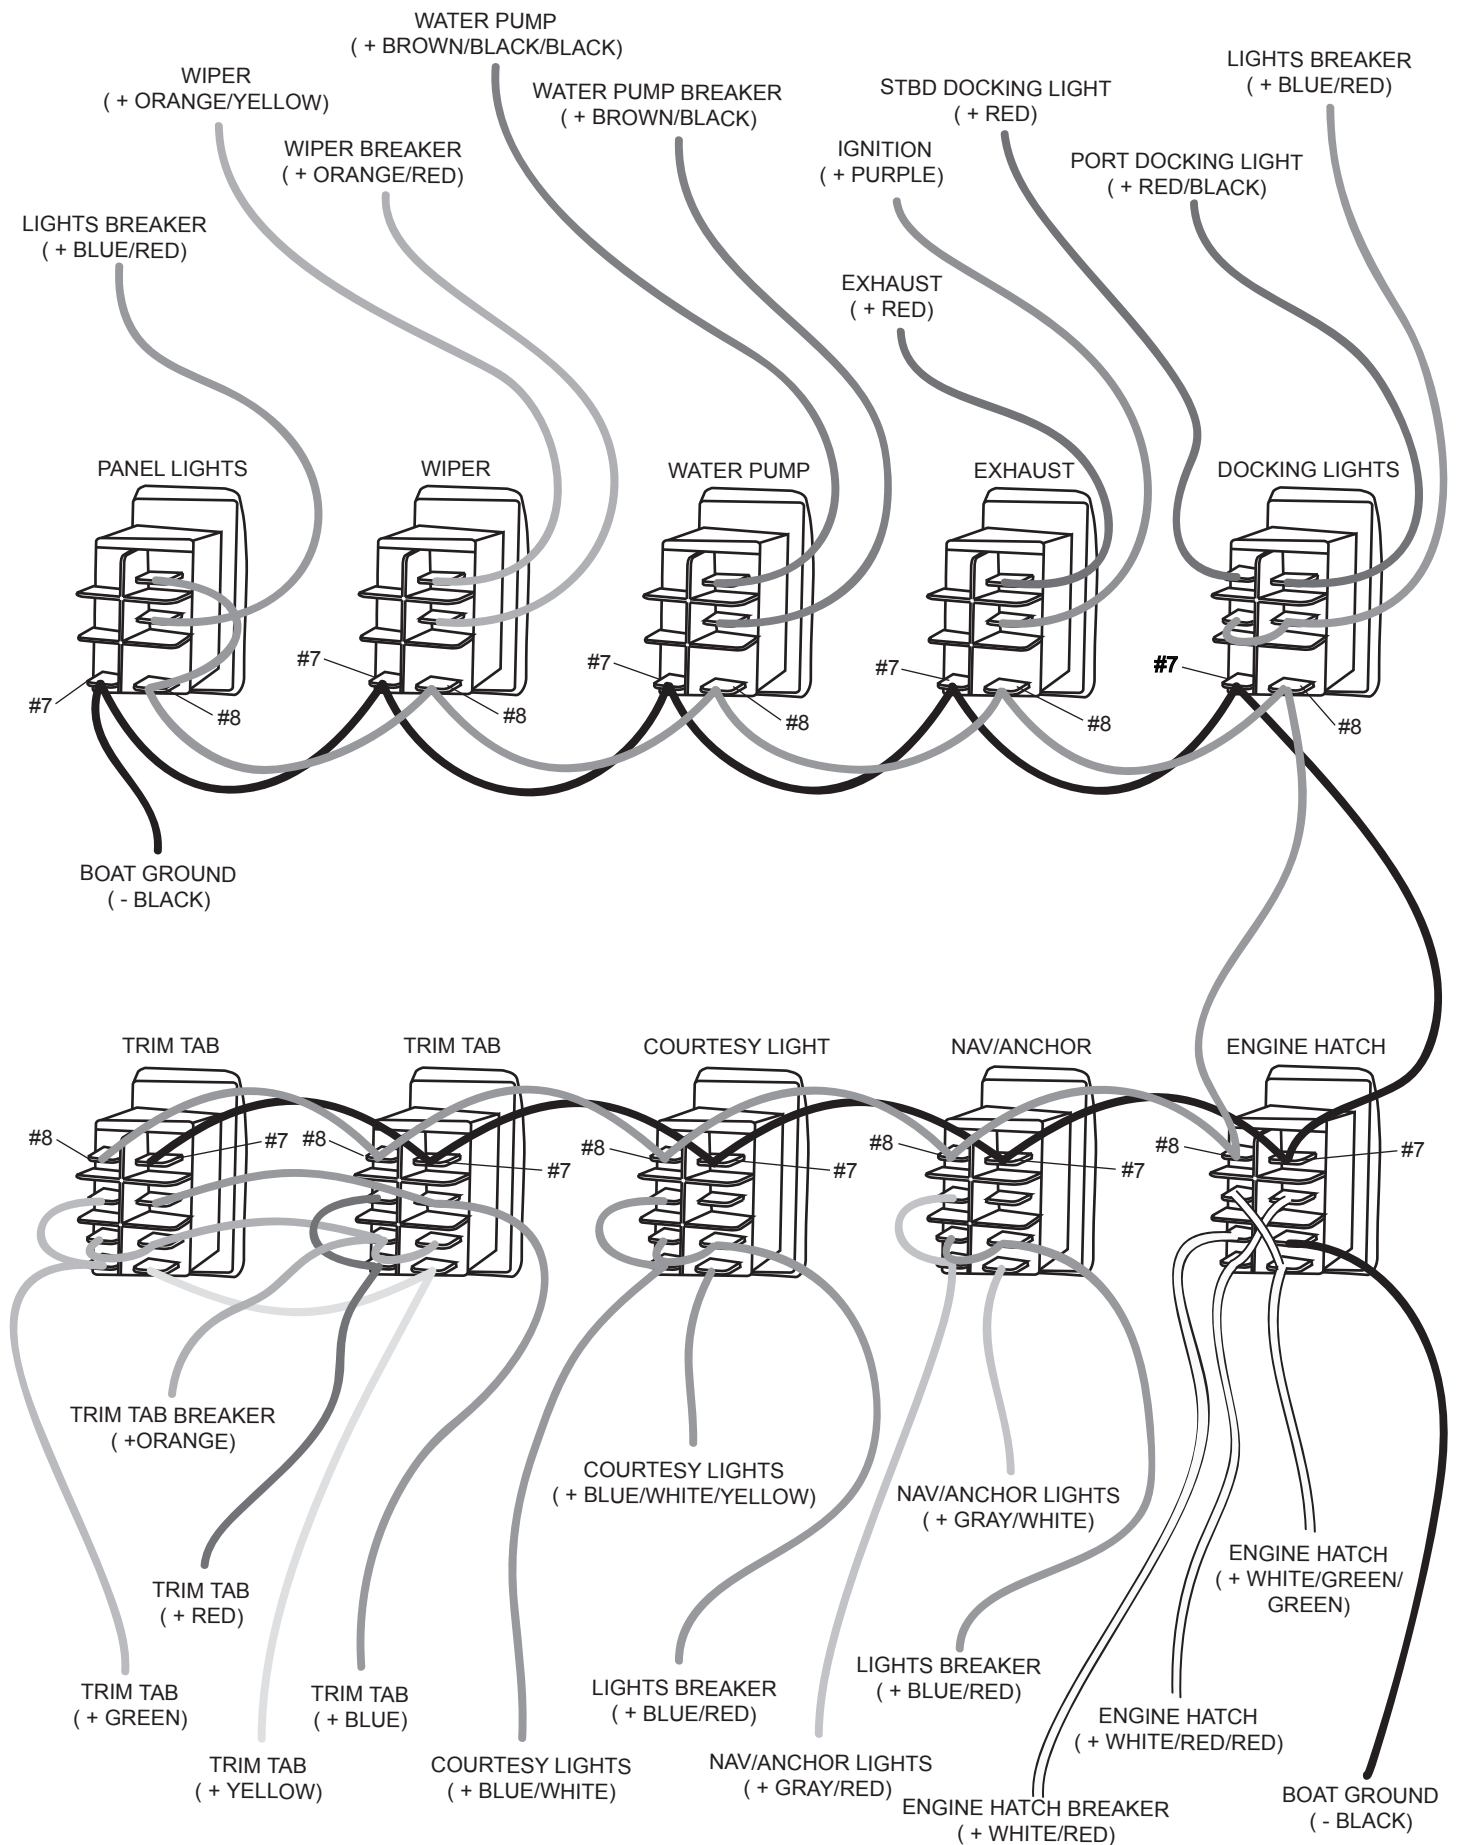 WATER PUMP
( + BROWN/BLACK/BLACK)
WIPER
( + ORANGE/YELLOW)
WATER PUMP BREAKER
( + BROWN/BLACK)
STBD DOCKING LIGHT
( + RED)
LIGHTS BREAKER
( + BLUE/RED)
WIPER BREAKER
( + ORANGE/RED)
IGNITION
( + PURPLE)
PORT DOCKING LIGHT
( + RED/BLACK)
LIGHTS BREAKER
( + BLUE/RED)
EXHAUST
( + RED)
PANEL LIGHTS
WIPER
WATER PUMP
EXHAUST
DOCKING LIGHTS
#7
#8
#7
#8
#7
#8
#7
#8
#7
#8
BOAT GROUND
( - BLACK)
TRIM TAB
TRIM TAB
COURTESY LIGHT
NAV/ANCHOR
ENGINE HATCH
#8
#7
#8
#7
#8
#7
#8
#7
#8
#7
TRIM TAB BREAKER
( +ORANGE)
COURTESY LIGHTS
( + BLUE/WHITE/YELLOW)
NAV/ANCHOR LIGHTS
( + GRAY/WHITE)
ENGINE HATCH
( + WHITE/GREEN/
GREEN)
TRIM TAB
( + RED)
LIGHTS BREAKER
( + BLUE/RED)
LIGHTS BREAKER
( + BLUE/RED)
TRIM TAB
( + GREEN)
TRIM TAB
( + BLUE)
ENGINE HATCH
( + WHITE/RED/RED)
TRIM TAB
( + YELLOW)
COURTESY LIGHTS
( + BLUE/WHITE)
NAV/ANCHOR LIGHTS
( + GRAY/RED)
ENGINE HATCH BREAKER
( + WHITE/RED)
BOAT GROUND
( - BLACK)